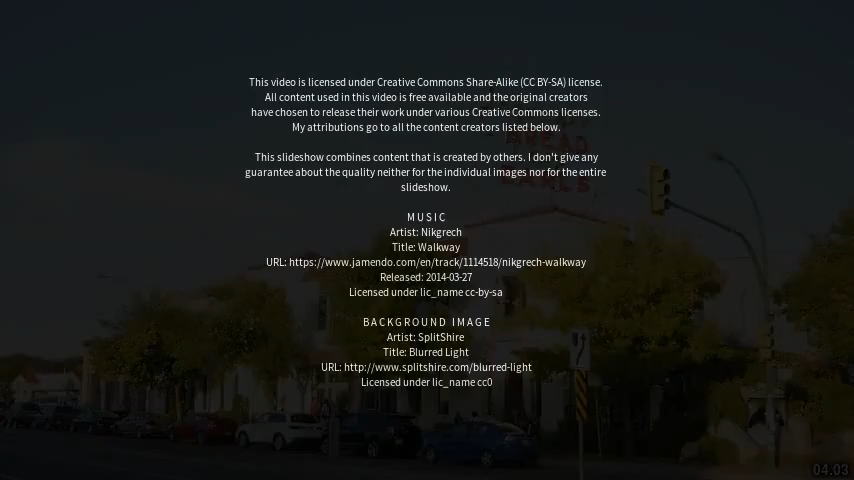 This video is licensed under Creative Commons Share-Alike (CC BY-SA) license.
All content used in this video is free available and the original creators
have chosen to release their work under various Creative Commons licenses.
My attributions go to all the content creators listed below.
This slideshow combines content that is created by others. I don't give any
guarantee about the quality neither for the individual images nor for the entire
slideshow.
MUSIC
Artist: Nikgrech
Title: Walkway
URL: https://www.jamendo.com/en/track/1114518/nikgrech-walkway
Released: 2014-03-27
Licensed under lic_name cc-by-sa
BACKGROUND IMAGE
Artist: SplitShire
Title: Blurred Light
URL: http://www.splitshire.com/blurred-light
Licensed under lic_name cc0
04.03